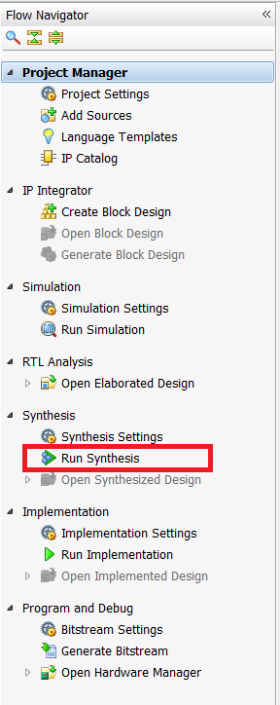 Flow Navigator
Project Manager
Project Settings
Add Sources
Language Templates
IP Catalog
IP Integrator
Create Block Design
Open Block Design
Generate Block Design
Simulation
Simulation Settings
Run Simulation
RTL Analysis
Open Elaborated Design
Synthesis
Synthesis Settings
Run Synthesis
Open Synthesized Design
Implementation
Implementation Settings
Run Implementation
Open Implemented Design
Program and Debug
Bitstream Settings
Generate Bitstream
Open Hardware Manager